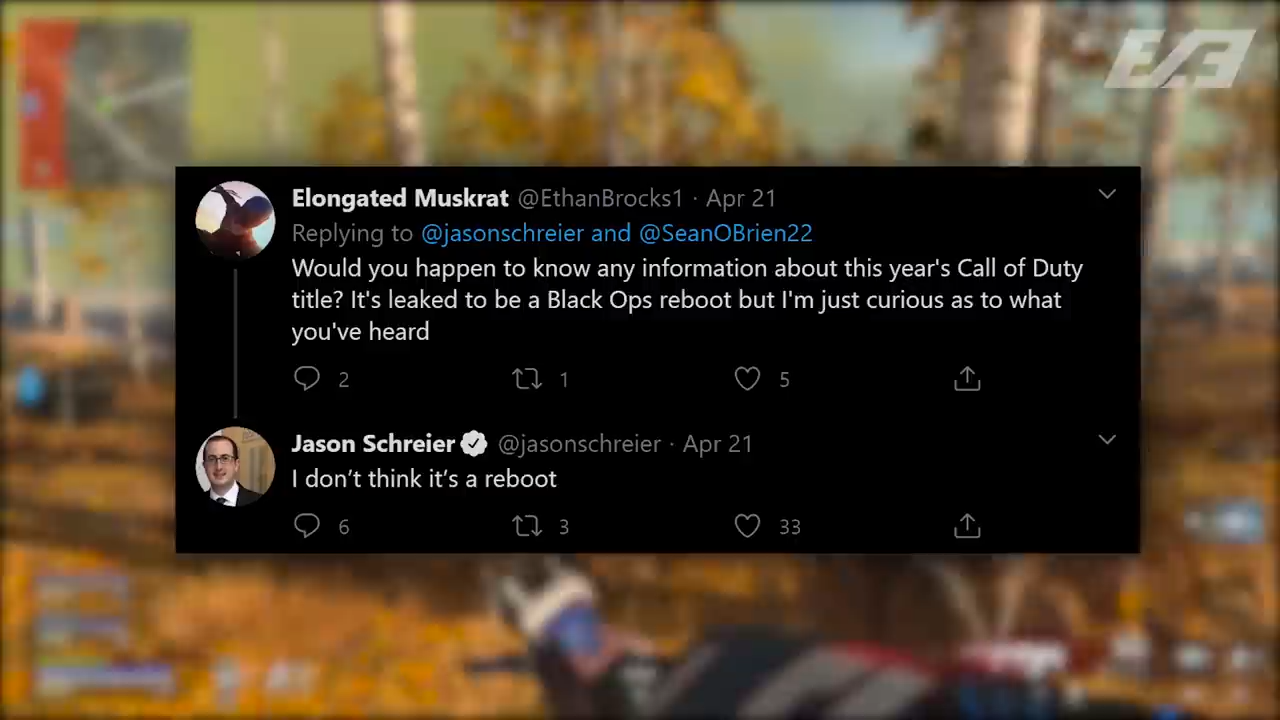 Elongated Muskrat @EthanBrocks1 · Apr 21
Replying to @jasonschreier and @SeanOBrien22
Would you happen to know any information about this year's Call of Duty
title? It's leaked to be a Black Ops reboot but I'm just curious as to what
you've heard
2 1 5
Jason Schreier @jasonschreier · Apr 21
I don’t think it’s a reboot
6 3 33